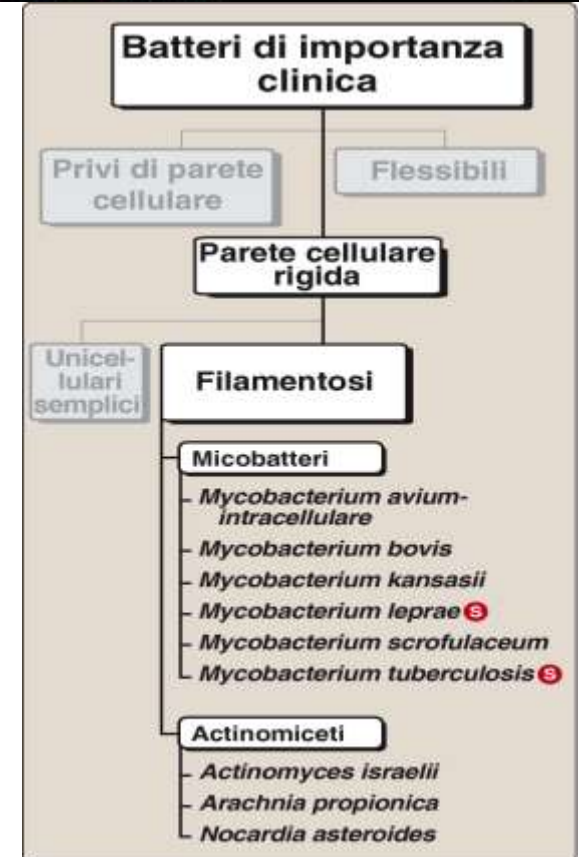 Batteri di importanza
clinica
Privi di parete
cellulare
Flessibili
Parete cellulare
rigida
Unicel-
lulari
semplici
Filamentosi
Micobatteri
Mycobacterium avium-
intracellulare
Mycobacterium bovis
Mycobacterium kansasii
Mycobacterium leprae S
Mycobacterium scrofulaceum
Mycobacterium tuberculosis S
Actinomiceti
Actinomyces israelii
Arachnia propionica
Nocardia asteroides